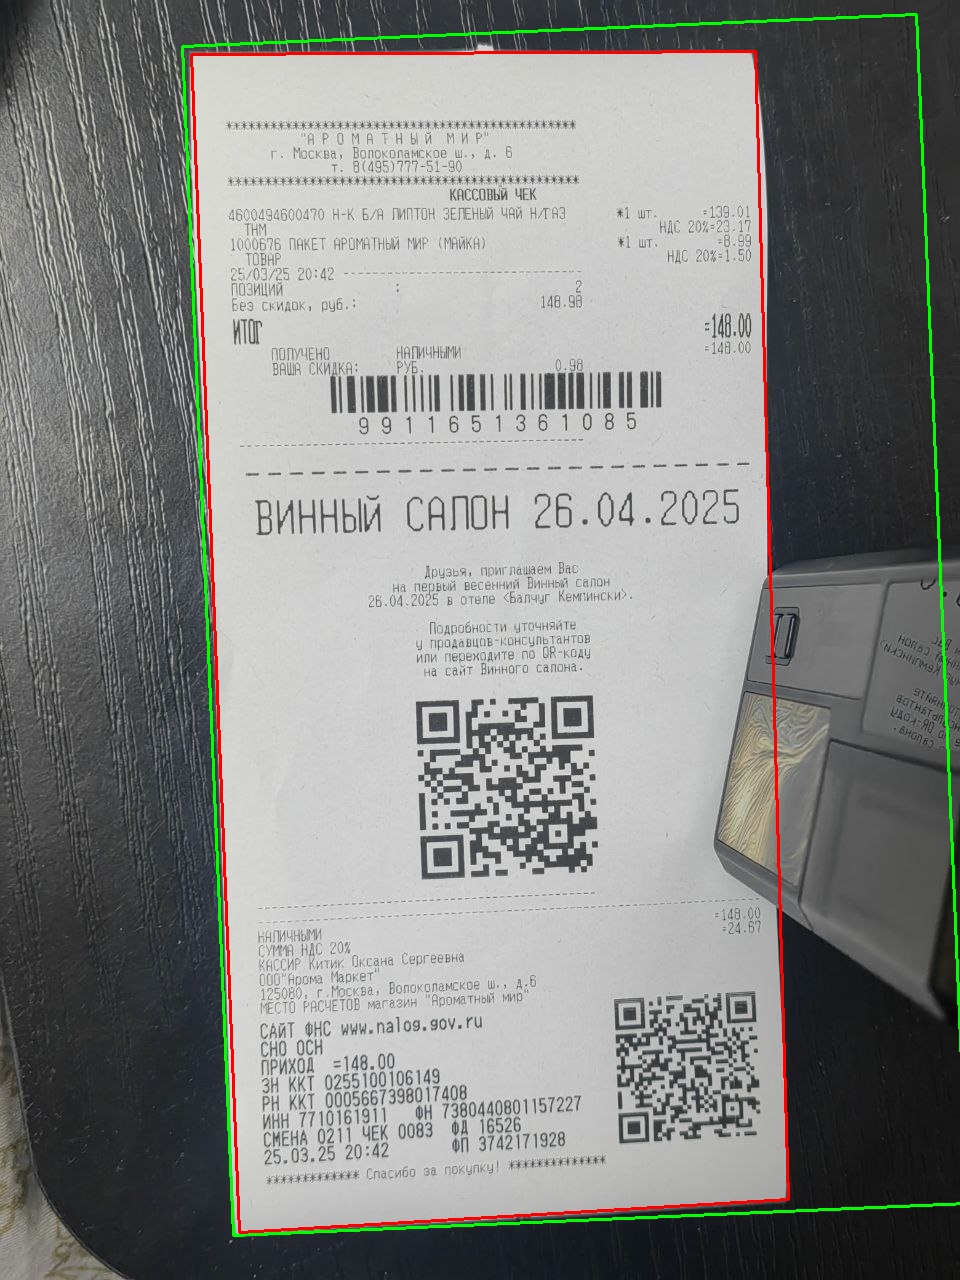 ************************************************
"АРОМАТНЫЙ МИР"
г. Москва, Волоколамское ш., д. 6
т. 8(495)777-51-90
************************************************
КАССОВЫЙ ЧЕК
4600494600470 Н-К Б/А ЛИПТОН ЗЕЛЕНЫЙ ЧАЙ Н/ГАЗ *1 шт. =139.01
ТНМ НДС 20%=23.17
1000676 ПАКЕТ АРОМАТНЫЙ МИР (МАЙКА) *1 шт. =8.99
ТОВАР НДС 20%=1.50
25/03/25 20:42 --------------------------------
ПОЗИЦИЙ : 2
Без скидок, руб.: 148.98
ИТОГ =148.00
ПОЛУЧЕНО НАЛИЧНЫМИ =148.00
ВАША СКИДКА: РУБ. 0.98
9911651361085
ВИННЫЙ САЛОН 26.04.2025
Друзья, приглашаем Вас
на первый весенний Винный салон
26.04.2025 в отеле <Балчуг Кемпински>.
Подробности уточняйте
у продавцов-консультантов
или переходите по QR-коду
на сайт Винного салона.
НАЛИЧНЫМИ =148.00
СУММА НДС 20% =24.67
КАССИР Китик Оксана Сергеевна
ООО"Арома Маркет"
125080, г.Москва, Волоколамское ш., д.6
МЕСТО РАСЧЕТОВ магазин "Ароматный мир"
САЙТ ФНС www.nalog.gov.ru
СНО ОСН
ПРИХОД =148.00
ЗН ККТ 0255100106149
РН ККТ 0005667398017408
ИНН 7710161911 ФН 7380440801157227
СМЕНА 0211 ЧЕК 0083 ФД 16526
25.03.25 20:42 ФП 3742171928
************* Спасибо за покупку! *************